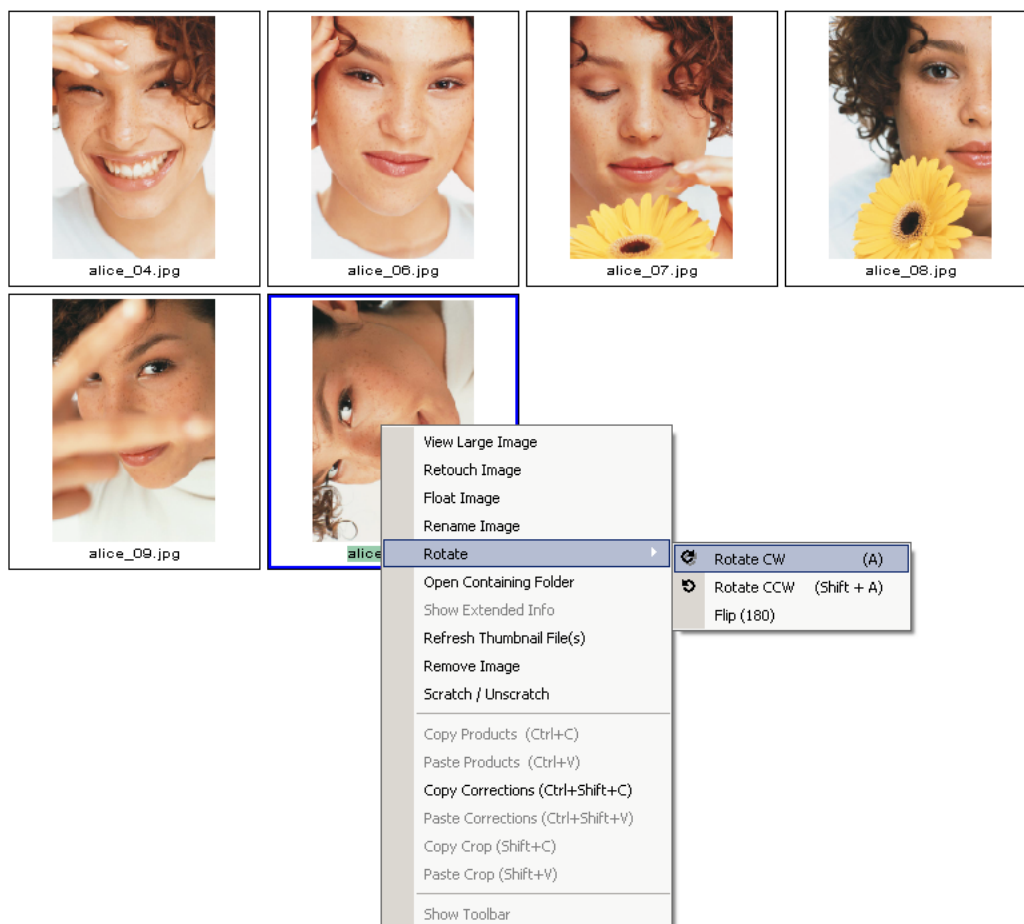 alice_04.jpg
alice_06.jpg
alice_07.jpg
alice_08.jpg
alice_09.jpg
alice
View Large Image
Retouch Image
Float Image
Rename Image
Rotate
Rotate CW (A)
Rotate CCW (Shift + A)
Flip (180)
Open Containing Folder
Show Extended Info
Refresh Thumbnail File(s)
Remove Image
Scratch / Unscratch
Copy Products (Ctrl+C)
Paste Products (Ctrl+V)
Copy Corrections (Ctrl+Shift+C)
Paste Corrections (Ctrl+Shift+V)
Copy Crop (Shift+C)
Paste Crop (Shift+V)
Show Toolbar